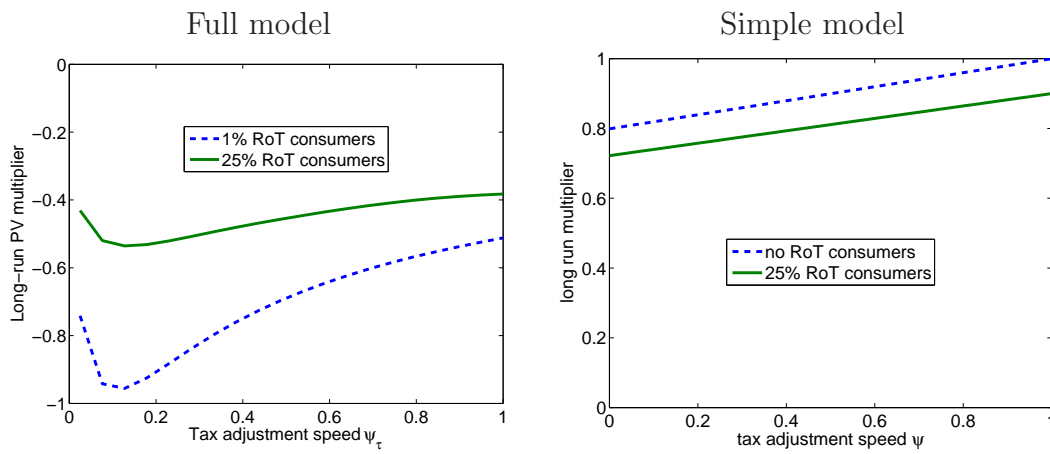 Full model
0
−0.2
−0.4
−0.6
−0.8
−1
Long−run PV multiplier
1% RoT consumers
25% RoT consumers
0 0.2 0.4 0.6 0.8 1
Tax adjustment speed ψτ
Simple model
1
0.8
0.6
0.4
0.2
0
long run multiplier
no RoT consumers
25% RoT consumers
0 0.2 0.4 0.6 0.8 1
tax adjustment speed ψ